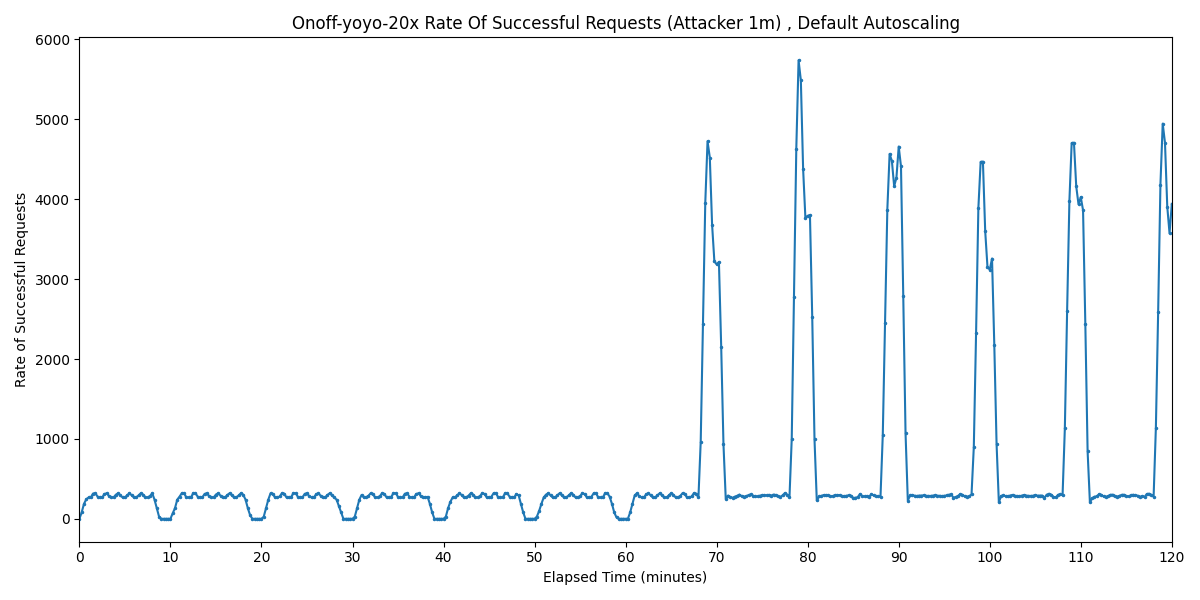 Onoff-yoyo-20x Rate Of Successful Requests (Attacker 1m) , Default Autoscaling
6000
5000
4000
3000
2000
1000
0
Rate of Successful Requests
0 10 20 30 40 50 60 70 80 90 100 110 120
Elapsed Time (minutes)